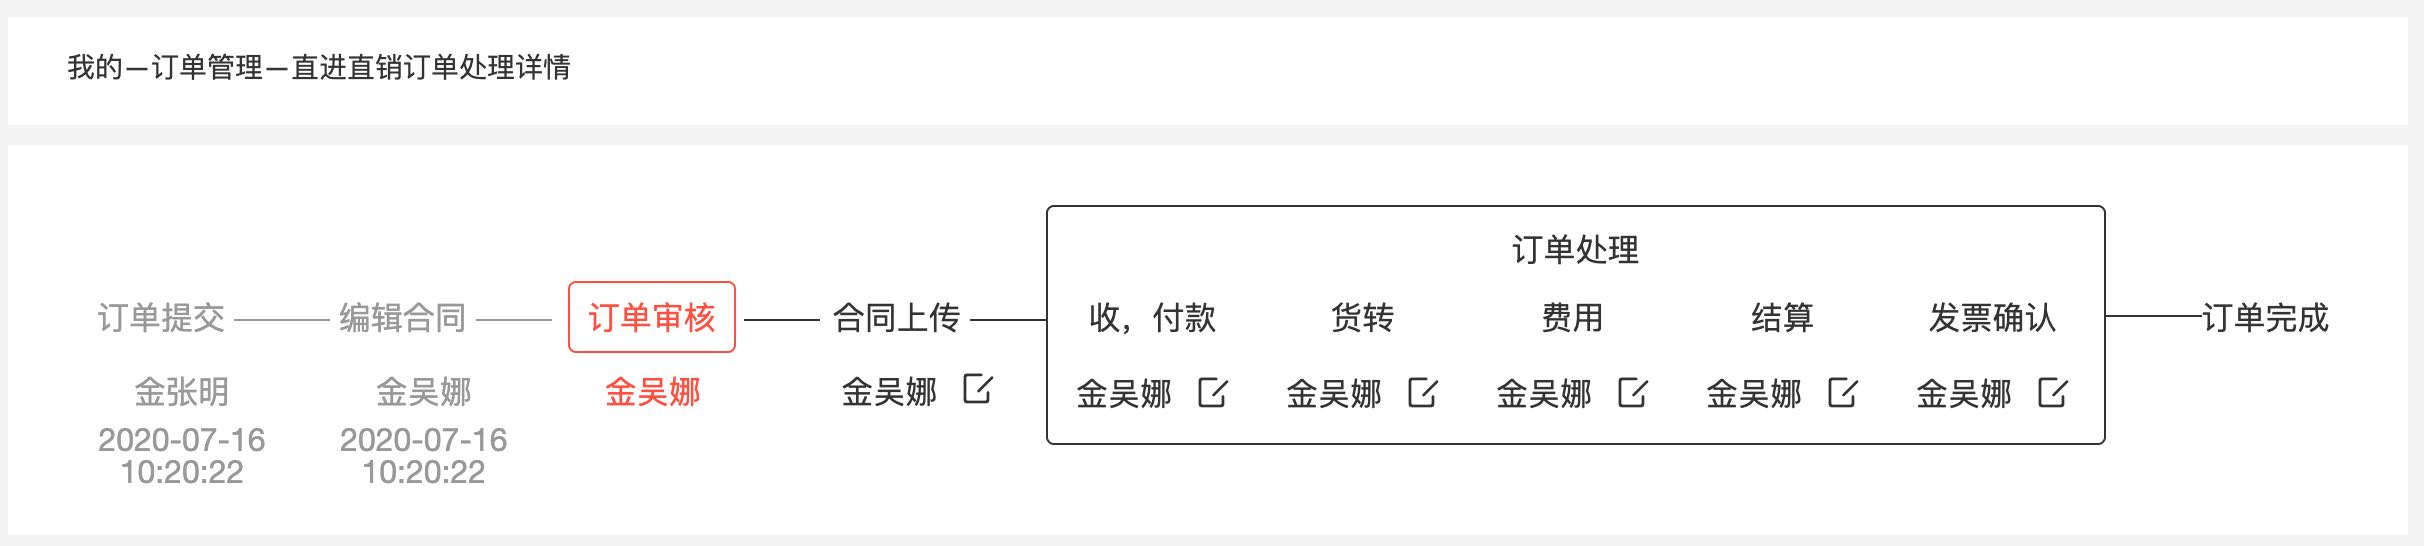 我的—订单管理—直进直销订单处理详情
订单处理
订单提交 编辑合同 订单审核 合同上传 收，付款 货转 费用 结算 发票确认 订单完成
金张明 金吴娜 金吴娜 金吴娜 金吴娜 金吴娜 金吴娜 金吴娜 金吴娜
2020-07-16 2020-07-16
10:20:22 10:20:22